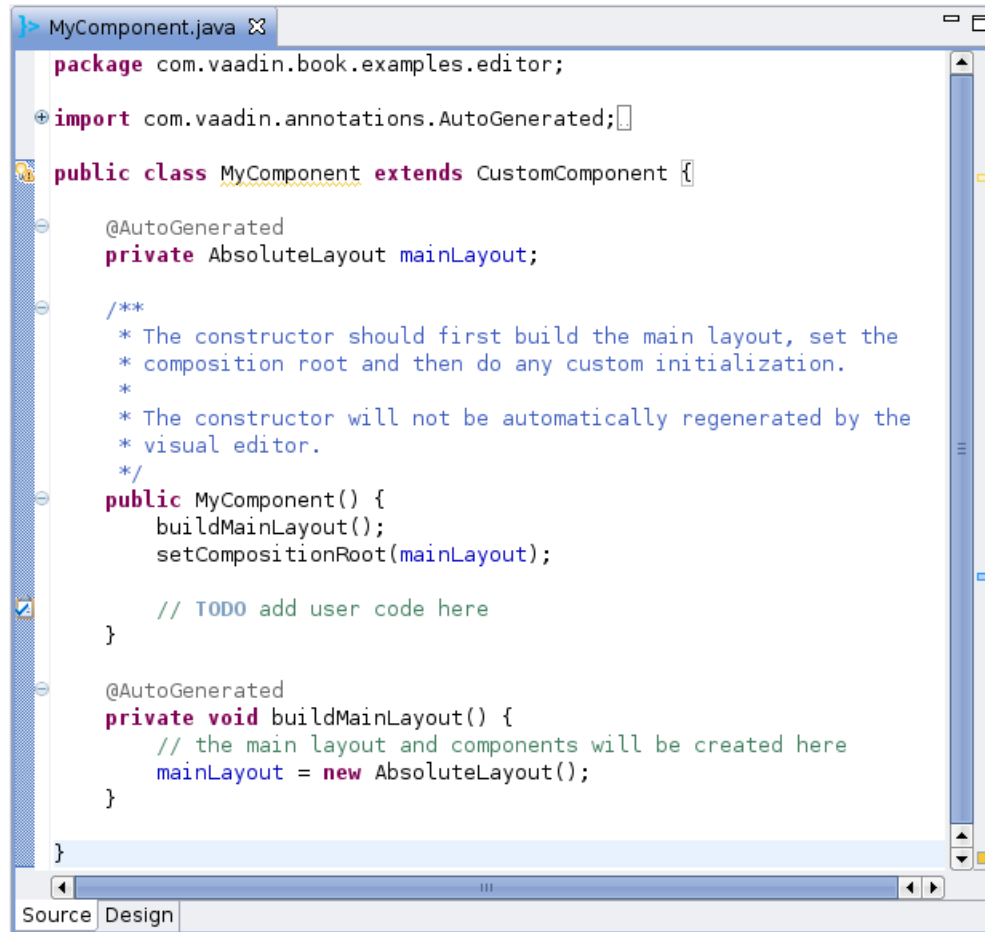 MyComponent.java
package com.vaadin.book.examples.editor;
import com.vaadin.annotations.AutoGenerated;
public class MyComponent extends CustomComponent {
@AutoGenerated
private AbsoluteLayout mainLayout;
/**
* The constructor should first build the main layout, set the
* composition root and then do any custom initialization.
*
* The constructor will not be automatically regenerated by the
* visual editor.
*/
public MyComponent() {
buildMainLayout();
setCompositionRoot(mainLayout);
// TODO add user code here
}
@AutoGenerated
private void buildMainLayout() {
// the main layout and components will be created here
mainLayout = new AbsoluteLayout();
}
}
Source Design